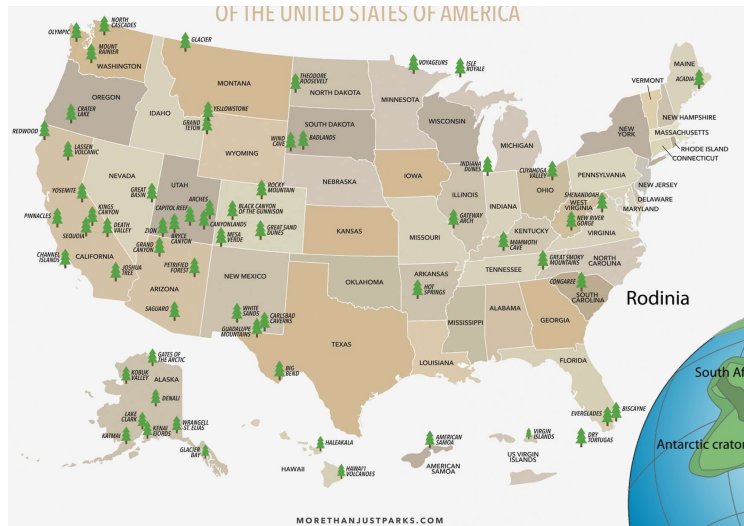 OF THE UNITED STATES OF AMERICA
NORTH
CASCADES
OLYMPIC
GLACIER
MOUNT
RAINIER
WASHINGTON
VOYAGEURS
ISLE
ROYALE
MAINE
ACADIA
THEODORE
ROOSEVELT
MONTANA
NORTH DAKOTA
MINNESOTA
VERMONT
OREGON
CRATER
LAKE
IDAHO
YELLOWSTONE
GRAND
TETON
SOUTH DAKOTA
WIND
CAVE
BADLANDS
WISCONSIN
MICHIGAN
NEW
YORK
NEW HAMPSHIRE
MASSACHUSETTS
RHODE ISLAND
CONNECTICUT
REDWOOD
LASSEN
VOLCANIC
WYOMING
IOWA
INDIANA
DUNES
CUYAHOGA
VALLEY
PENNSYLVANIA
NEVADA
UTAH
NEBRASKA
ILLINOIS
INDIANA
OHIO
NEW JERSEY
DELAWARE
MARYLAND
YOSEMITE
GREAT
BASIN
ARCHES
CAPITOL REEF
ROCKY
MOUNTAIN
BLACK CANYON
OF THE GUNNISON
SHENANDOAH
WEST
VIRGINIA
NEW RIVER
GORGE
VIRGINIA
PINNACLES
KINGS
CANYON
SEQUOIA
DEATH
VALLEY
ZION
BRYCE
CANYON
CANYONLANDS
MESA
VERDE
GREAT SAND
DUNES
KANSAS
MISSOURI
GATEWAY
ARCH
KENTUCKY
MAMMOTH
CAVE
CHANNEL
ISLANDS
CALIFORNIA
JOSHUA
TREE
GRAND
CANYON
PETRIFIED
FOREST
ARIZONA
NEW MEXICO
OKLAHOMA
ARKANSAS
HOT
SPRINGS
TENNESSEE
GREAT SMOKY
MOUNTAINS
NORTH
CAROLINA
CONGAREE
SOUTH
CAROLINA
Rodinia
SAGUARO
WHITE
SANDS
CARLSBAD
CAVERNS
GUADALUPE
MOUNTAINS
TEXAS
MISSISSIPPI
ALABAMA
GEORGIA
LOUISIANA
FLORIDA
BIG
BEND
GATES OF
THE ARCTIC
KOBUK
VALLEY
ALASKA
DENALI
LAKE
CLARK
KATMAI
KENAI
FJORDS
WRANGELL
ST. ELIAS
GLACIER
BAY
HALEAKALA
HAWAII
HAWAI'I
VOLCANOES
AMERICAN
SAMOA
AMERICAN
SAMOA
VIRGIN
ISLANDS
US VIRGIN
ISLANDS
EVERGLADES
BISCAYNE
DRY
TORTUGAS
South Af
Antarctic crator
MORETHANJUSTPARKS.COM